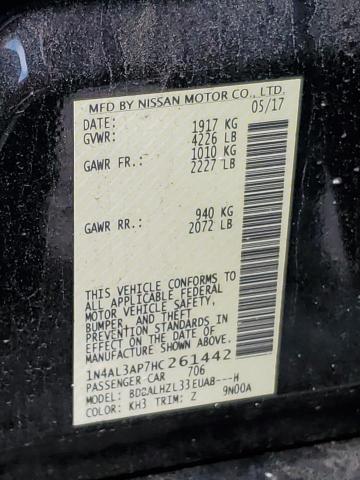 MFD BY NISSAN MOTOR CO., LTD.
DATE: 05/17
GVWR: 1917 KG
4226 LB
GAWR FR.: 1010 KG
2227 LB
GAWR RR.: 940 KG
2072 LB
THIS VEHICLE CONFORMS TO
ALL APPLICABLE FEDERAL
MOTOR VEHICLE SAFETY,
BUMPER, AND THEFT
PREVENTION STANDARDS IN
EFFECT ON THE DATE OF
MANUFACTURE SHOWN ABOVE.
1N4AL3AP7HC261442
PASSENGER CAR 706
MODEL: BDBALHZL33EUA8---H
COLOR: KH3 TRIM: Z 9N00A